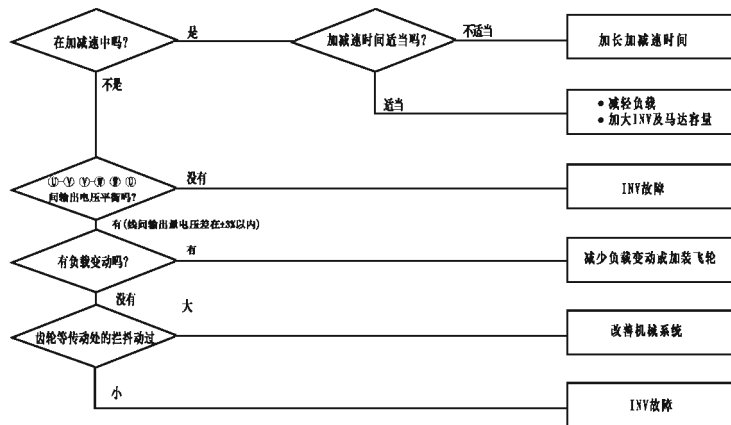 在加减速中吗?
是
加减速时间适当吗?
不适当
加长加减速时间
不是
适当
● 减轻负载
● 加大INV及马达容量
Ⓤ-Ⓥ Ⓥ-Ⓦ Ⓦ Ⓤ
间输出电压平衡吗?
没有
INV故障
有(线间输出量电压差在±3%以内)
有负载变动吗?
有
减少负载变动或加装飞轮
没有
大
齿轮等传动处的拦抖动过
改善机械系统
小
INV故障